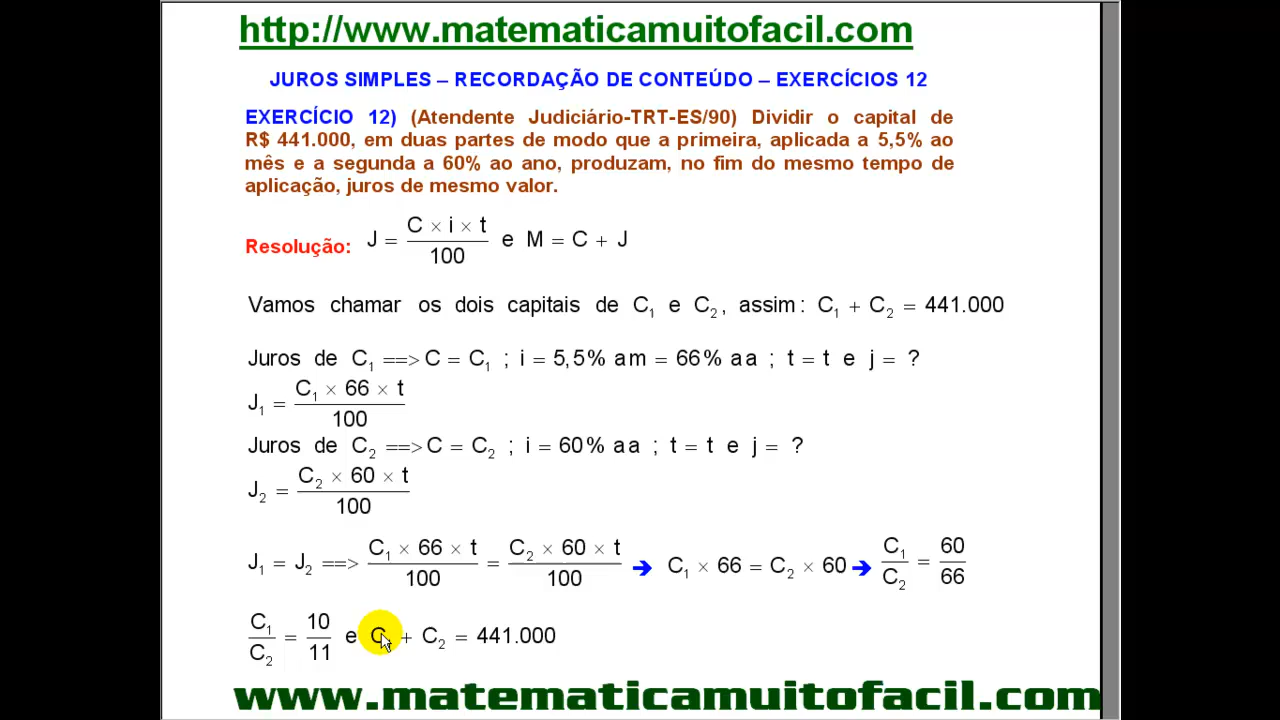 http://www.matematicamuitofacil.com
JUROS SIMPLES – RECORDAÇÃO DE CONTEÚDO – EXERCÍCIOS 12
EXERCÍCIO 12) (Atendente Judiciário-TRT-ES/90) Dividir o capital de
R$ 441.000, em duas partes de modo que a primeira, aplicada a 5,5% ao
mês e a segunda a 60% ao ano, produzam, no fim do mesmo tempo de
aplicação, juros de mesmo valor.
Resolução: J = (C × i × t)/100 e M = C + J
Vamos chamar os dois capitais de C₁ e C₂, assim: C₁ + C₂ = 441.000
Juros de C₁ ==> C = C₁ ; i = 5,5% am = 66% aa ; t = t e j = ?
J₁ = (C₁ × 66 × t)/100
Juros de C₂ ==> C = C₂ ; i = 60% aa ; t = t e j = ?
J₂ = (C₂ × 60 × t)/100
J₁ = J₂ ==> (C₁ × 66 × t)/100 = (C₂ × 60 × t)/100 ➔ C₁ × 66 = C₂ × 60 ➔ C₁/C₂ = 60/66
C₁/C₂ = 10/11 e C + C₂ = 441.000
www.matematicamuitofacil.com